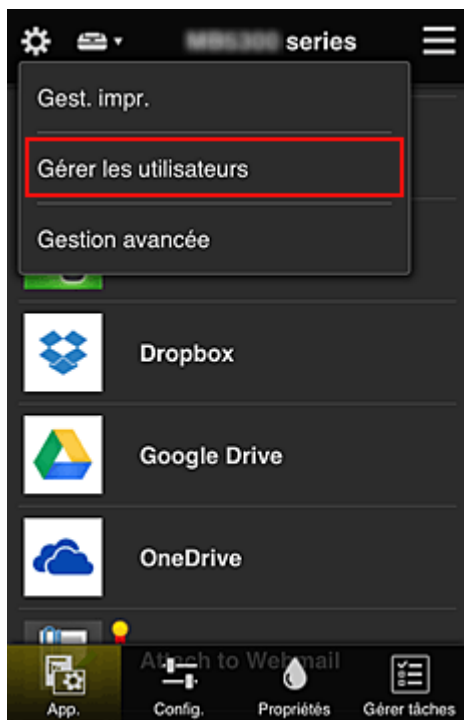 series
Gest. impr.
Gérer les utilisateurs
Gestion avancée
Dropbox
Google Drive
OneDrive
Attach to Webmail
App.
Config.
Propriétés
Gérer tâches